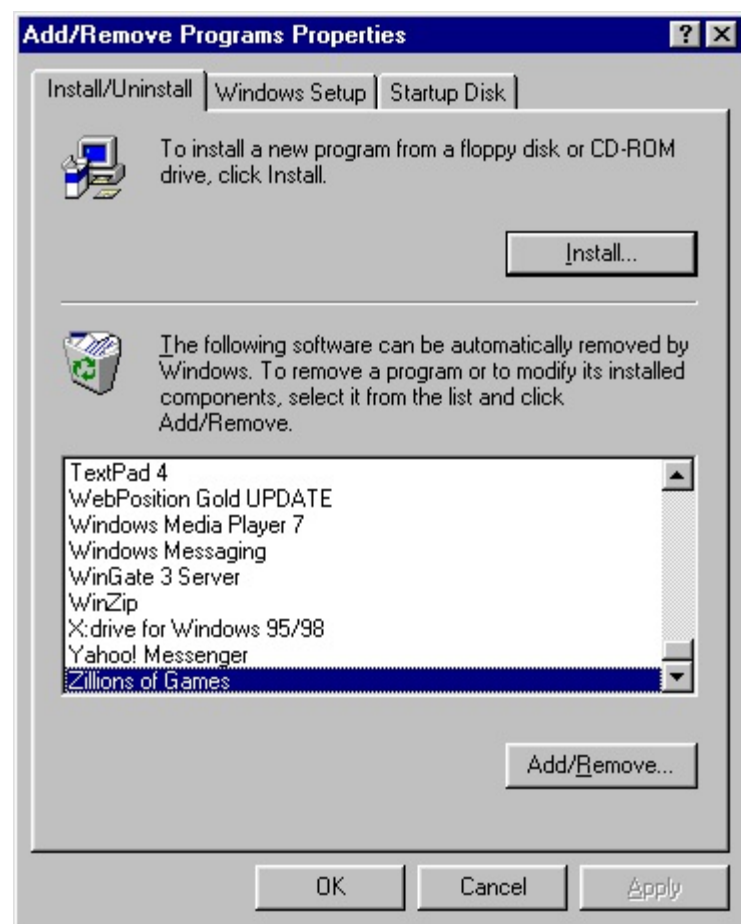 Add/Remove Programs Properties
Install/Uninstall
Windows Setup
Startup Disk
To install a new program from a floppy disk or CD-ROM
drive, click Install.
Install...
The following software can be automatically removed by
Windows. To remove a program or to modify its installed
components, select it from the list and click
Add/Remove.
TextPad 4
WebPosition Gold UPDATE
Windows Media Player 7
Windows Messaging
WinGate 3 Server
WinZip
X:drive for Windows 95/98
Yahoo! Messenger
Zillions of Games
Add/Remove...
OK
Cancel
Apply